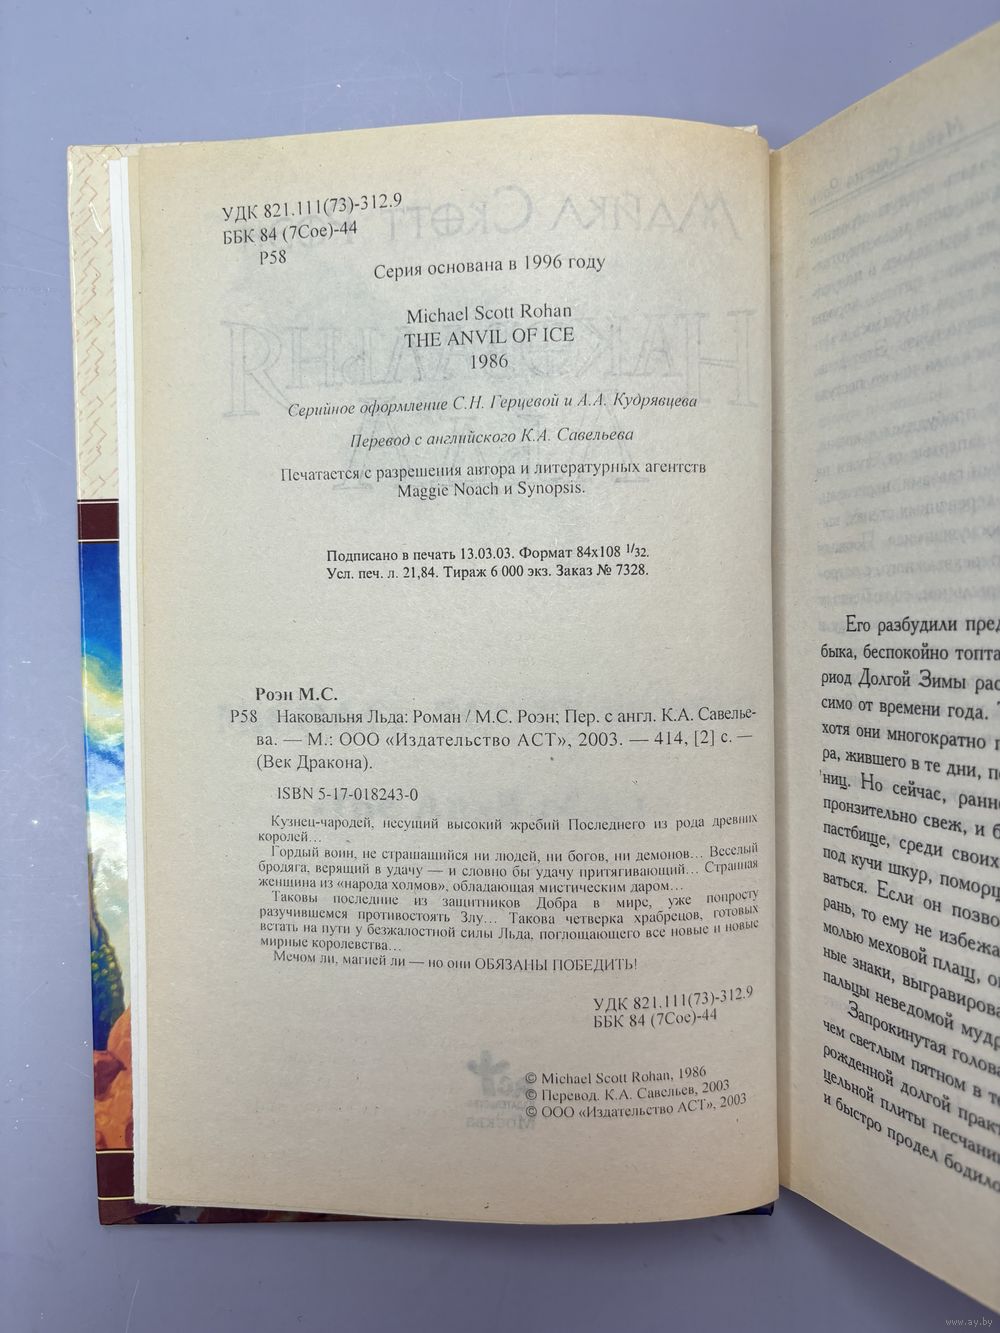 УДК 821.111(73)-312.9
ББК 84 (7Сое)-44
Р58
Серия основана в 1996 году
Michael Scott Rohan
THE ANVIL OF ICE
1986
Серийное оформление С.Н. Герцевой и А.А. Кудрявцева
Перевод с английского К.А. Савельева
Печатается с разрешения автора и литературных агентств
Maggie Noach и Synopsis.
Подписано в печать 13.03.03. Формат 84х108 1/32.
Усл. печ. л. 21,84. Тираж 6 000 экз. Заказ № 7328.
Роэн М.С.
Р58 Наковальня Льда: Роман / М.С. Роэн; Пер. с англ. К.А. Савелье-
ва. — М.: ООО «Издательство АСТ», 2003. — 414, [2] с. —
(Век Дракона).
ISBN 5-17-018243-0
Кузнец-чародей, несущий высокий жребий Последнего из рода древних
королей...
Гордый воин, не страшащийся ни людей, ни богов, ни демонов... Веселый
бродяга, верящий в удачу — и словно бы удачу притягивающий... Странная
женщина из «народа холмов», обладающая мистическим даром...
Таковы последние из защитников Добра в мире, уже попросту
разучившемся противостоять Злу... Такова четверка храбрецов, готовых
встать на пути у безжалостной силы Льда, поглощающего все новые и новые
мирные королевства...
Мечом ли, магией ли — но они ОБЯЗАНЫ ПОБЕДИТЬ!
УДК 821.111(73)-312.9
ББК 84 (7Сое)-44
© Michael Scott Rohan, 1986
© Перевод. К.А. Савельев, 2003
© ООО «Издательство АСТ», 2003
Его разбудили пред
быка, беспокойно топта
риод Долгой Зимы рас
симо от времени года.
хотя они многократно
ра, жившего в те дни, п
ниц. Но сейчас, ранн
пронзительно свеж, и б
пастбище, среди своих
под кучи шкур, поморщ
ваться. Если он позво
рань, то ему не избежа
молью меховой плащ, о
ные знаки, выгравирова
пальцы неведомой мудр
Запрокинутая голова
чем светлым пятном в те
рожденной долгой практ
цельной плиты песчани
и быстро продел бодило
www.ay.by